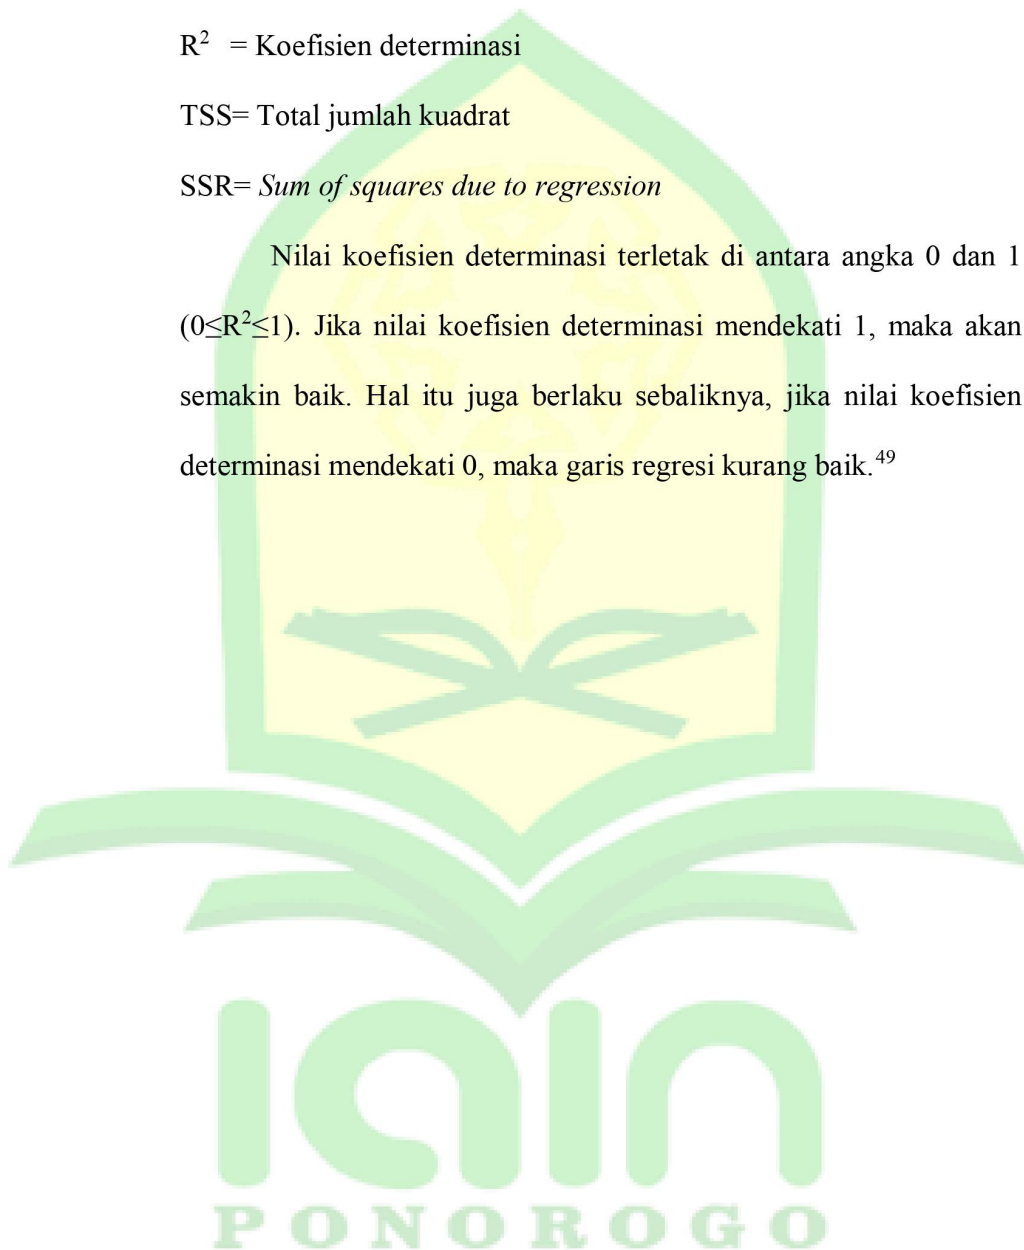 R² = Koefisien determinasi
TSS= Total jumlah kuadrat
SSR= Sum of squares due to regression
Nilai koefisien determinasi terletak di antara angka 0 dan 1
(0≤R²≤1). Jika nilai koefisien determinasi mendekati 1, maka akan
semakin baik. Hal itu juga berlaku sebaliknya, jika nilai koefisien
determinasi mendekati 0, maka garis regresi kurang baik.⁴⁹
iain
PONOROGO